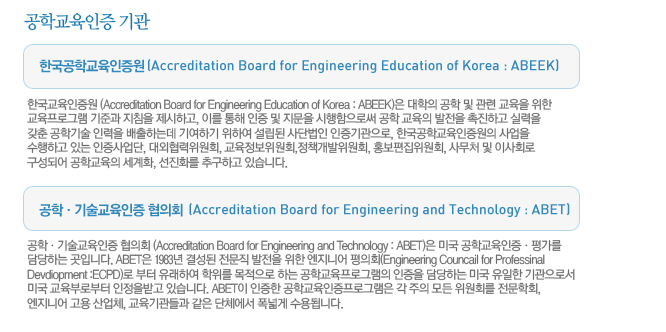 공학교육인증 기관
한국공학교육인증원 (Accreditation Board for Engineering Education of Korea : ABEEK)
한국교육인증원 (Accreditation Board for Engineering Education of Korea : ABEEK)은 대학의 공학 및 관련 교육을 위한
교육프로그램 기준과 지침을 제시하고, 이를 통해 인증 및 자문을 시행함으로써 공학 교육의 발전을 촉진하고 실력을
갖춘 공학기술 인력을 배출하는데 기여하기 위하여 설립된 사단법인 인증기관으로, 한국공학교육인증원의 사업을
수행하고 있는 인증사업단, 대외협력위원회, 교육정보위원회,정책개발위원회, 홍보편집위원회, 사무처 및 이사회로
구성되어 공학교육의 세계화, 선진화를 추구하고 있습니다.
공학 · 기술교육인증 협의회 (Accreditation Board for Engineering and Technology : ABET)
공학 · 기술교육인증 협의회 (Accreditation Board for Engineering and Technology : ABET)은 미국 공학교육인증 · 평가를
담당하는 곳입니다. ABET은 1983년 결성된 전문직 발전을 위한 엔지니어 평의회(Engineering Councail for Professinal
Devdlopment :ECPD)로 부터 유래하여 학위를 목적으로 하는 공학교육프로그램의 인증을 담당하는 미국 유일한 기관으로서
미국 교육부로부터 인정을받고 있습니다. ABET이 인증한 공학교육인증프로그램은 각 주의 모든 위원회를 전문학회,
엔지니어 고용 산업체, 교육기관들과 같은 단체에서 폭넓게 수용됩니다.